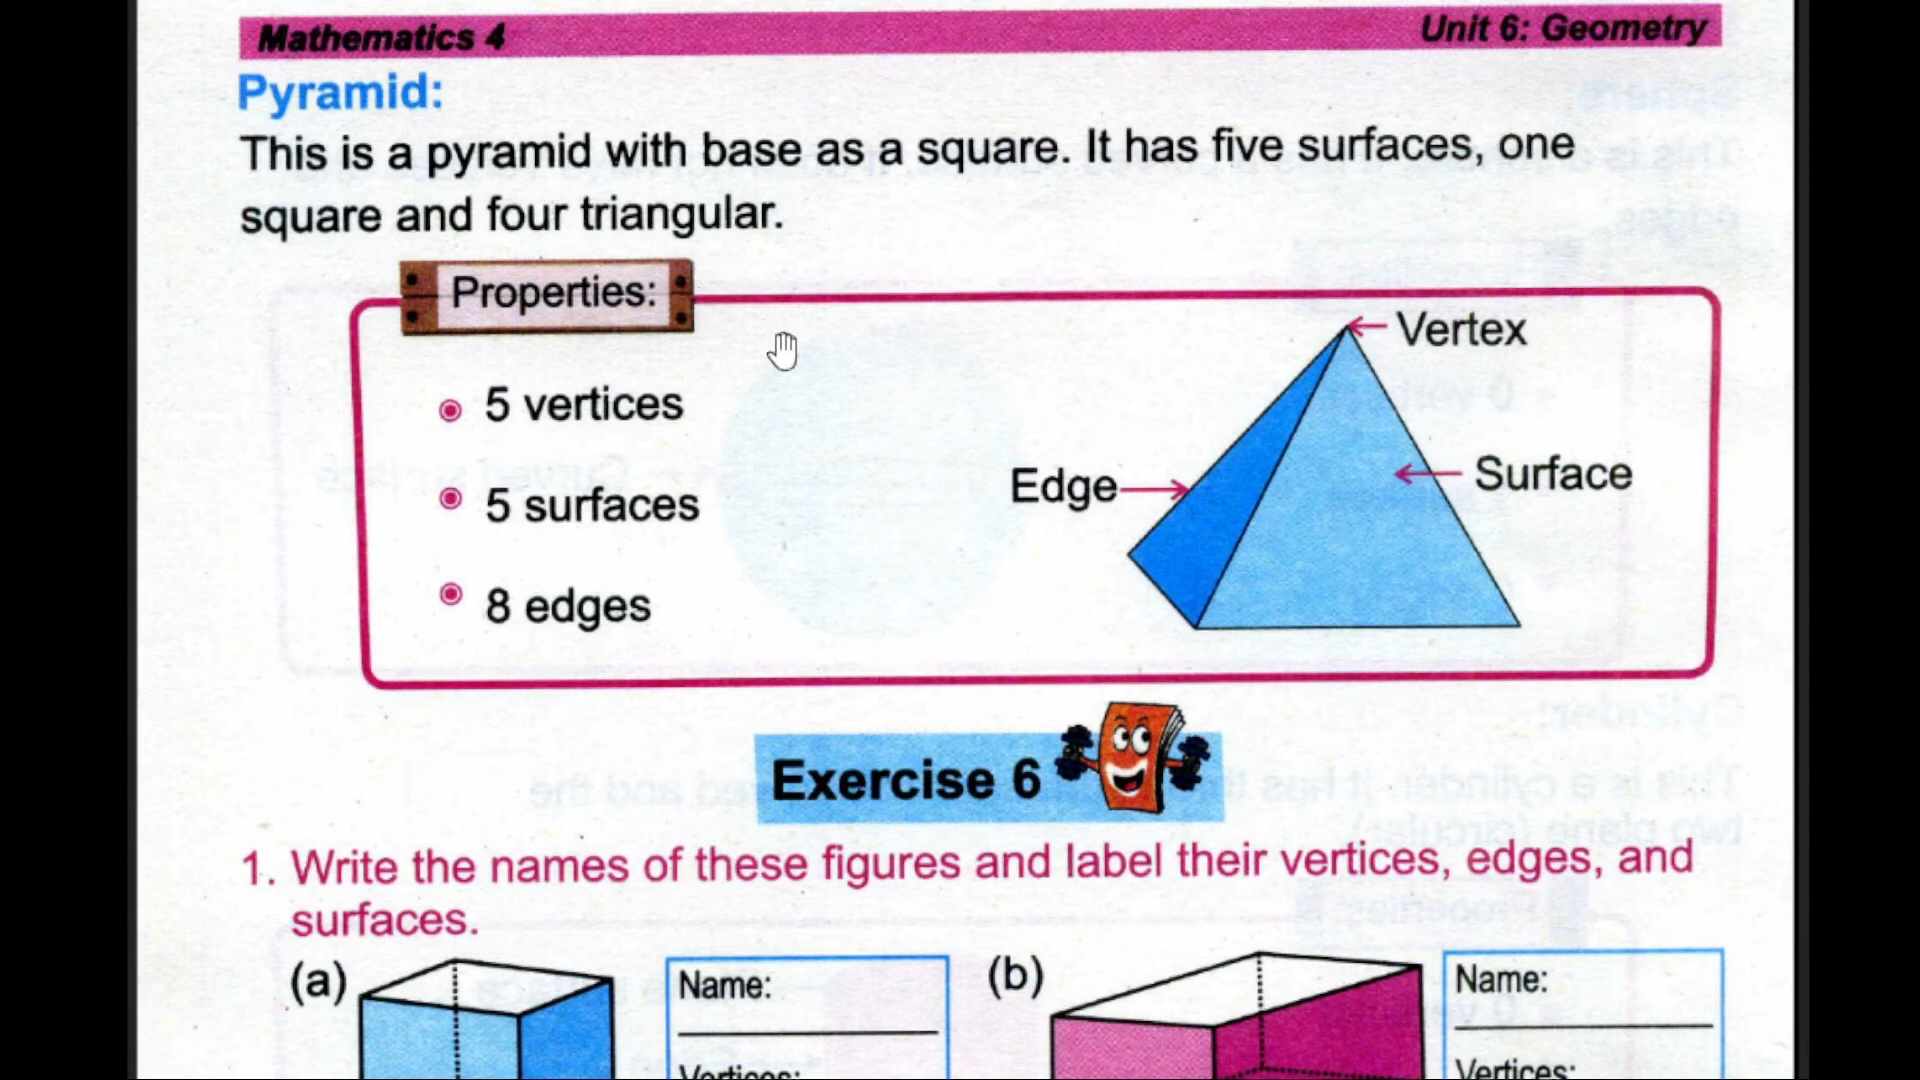 Mathematics 4
Unit 6: Geometry
Pyramid:
This is a pyramid with base as a square. It has five surfaces, one
square and four triangular.
Properties:
5 vertices
5 surfaces
8 edges
Vertex
Edge
Surface
Exercise 6
1. Write the names of these figures and label their vertices, edges, and
surfaces.
(a)
Name:
Vertices:
(b)
Name:
Vertices: